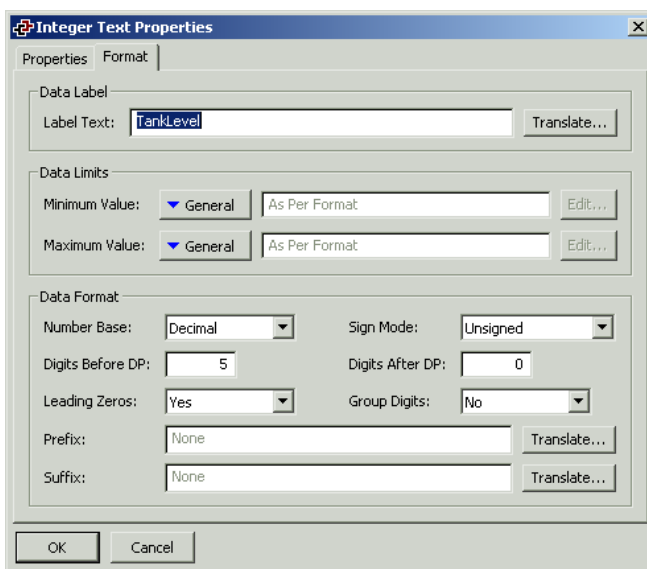 Integer Text Properties
Properties Format
Data Label
Label Text: TankLevel Translate...
Data Limits
Minimum Value: General As Per Format Edit...
Maximum Value: General As Per Format Edit...
Data Format
Number Base: Decimal Sign Mode: Unsigned
Digits Before DP: 5 Digits After DP: 0
Leading Zeros: Yes Group Digits: No
Prefix: None Translate...
Suffix: None Translate...
OK Cancel